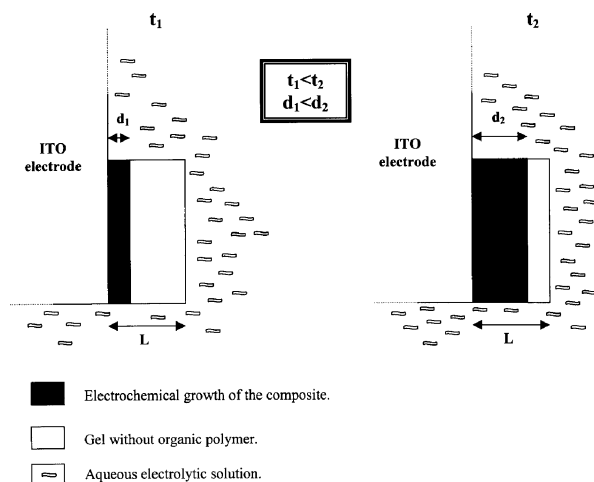 t1
t2
t1<t2
d1<d2
d1
d2
ITO
electrode
ITO
electrode
L
L
Electrochemical growth of the composite.
Gel without organic polymer.
Aqueous electrolytic solution.